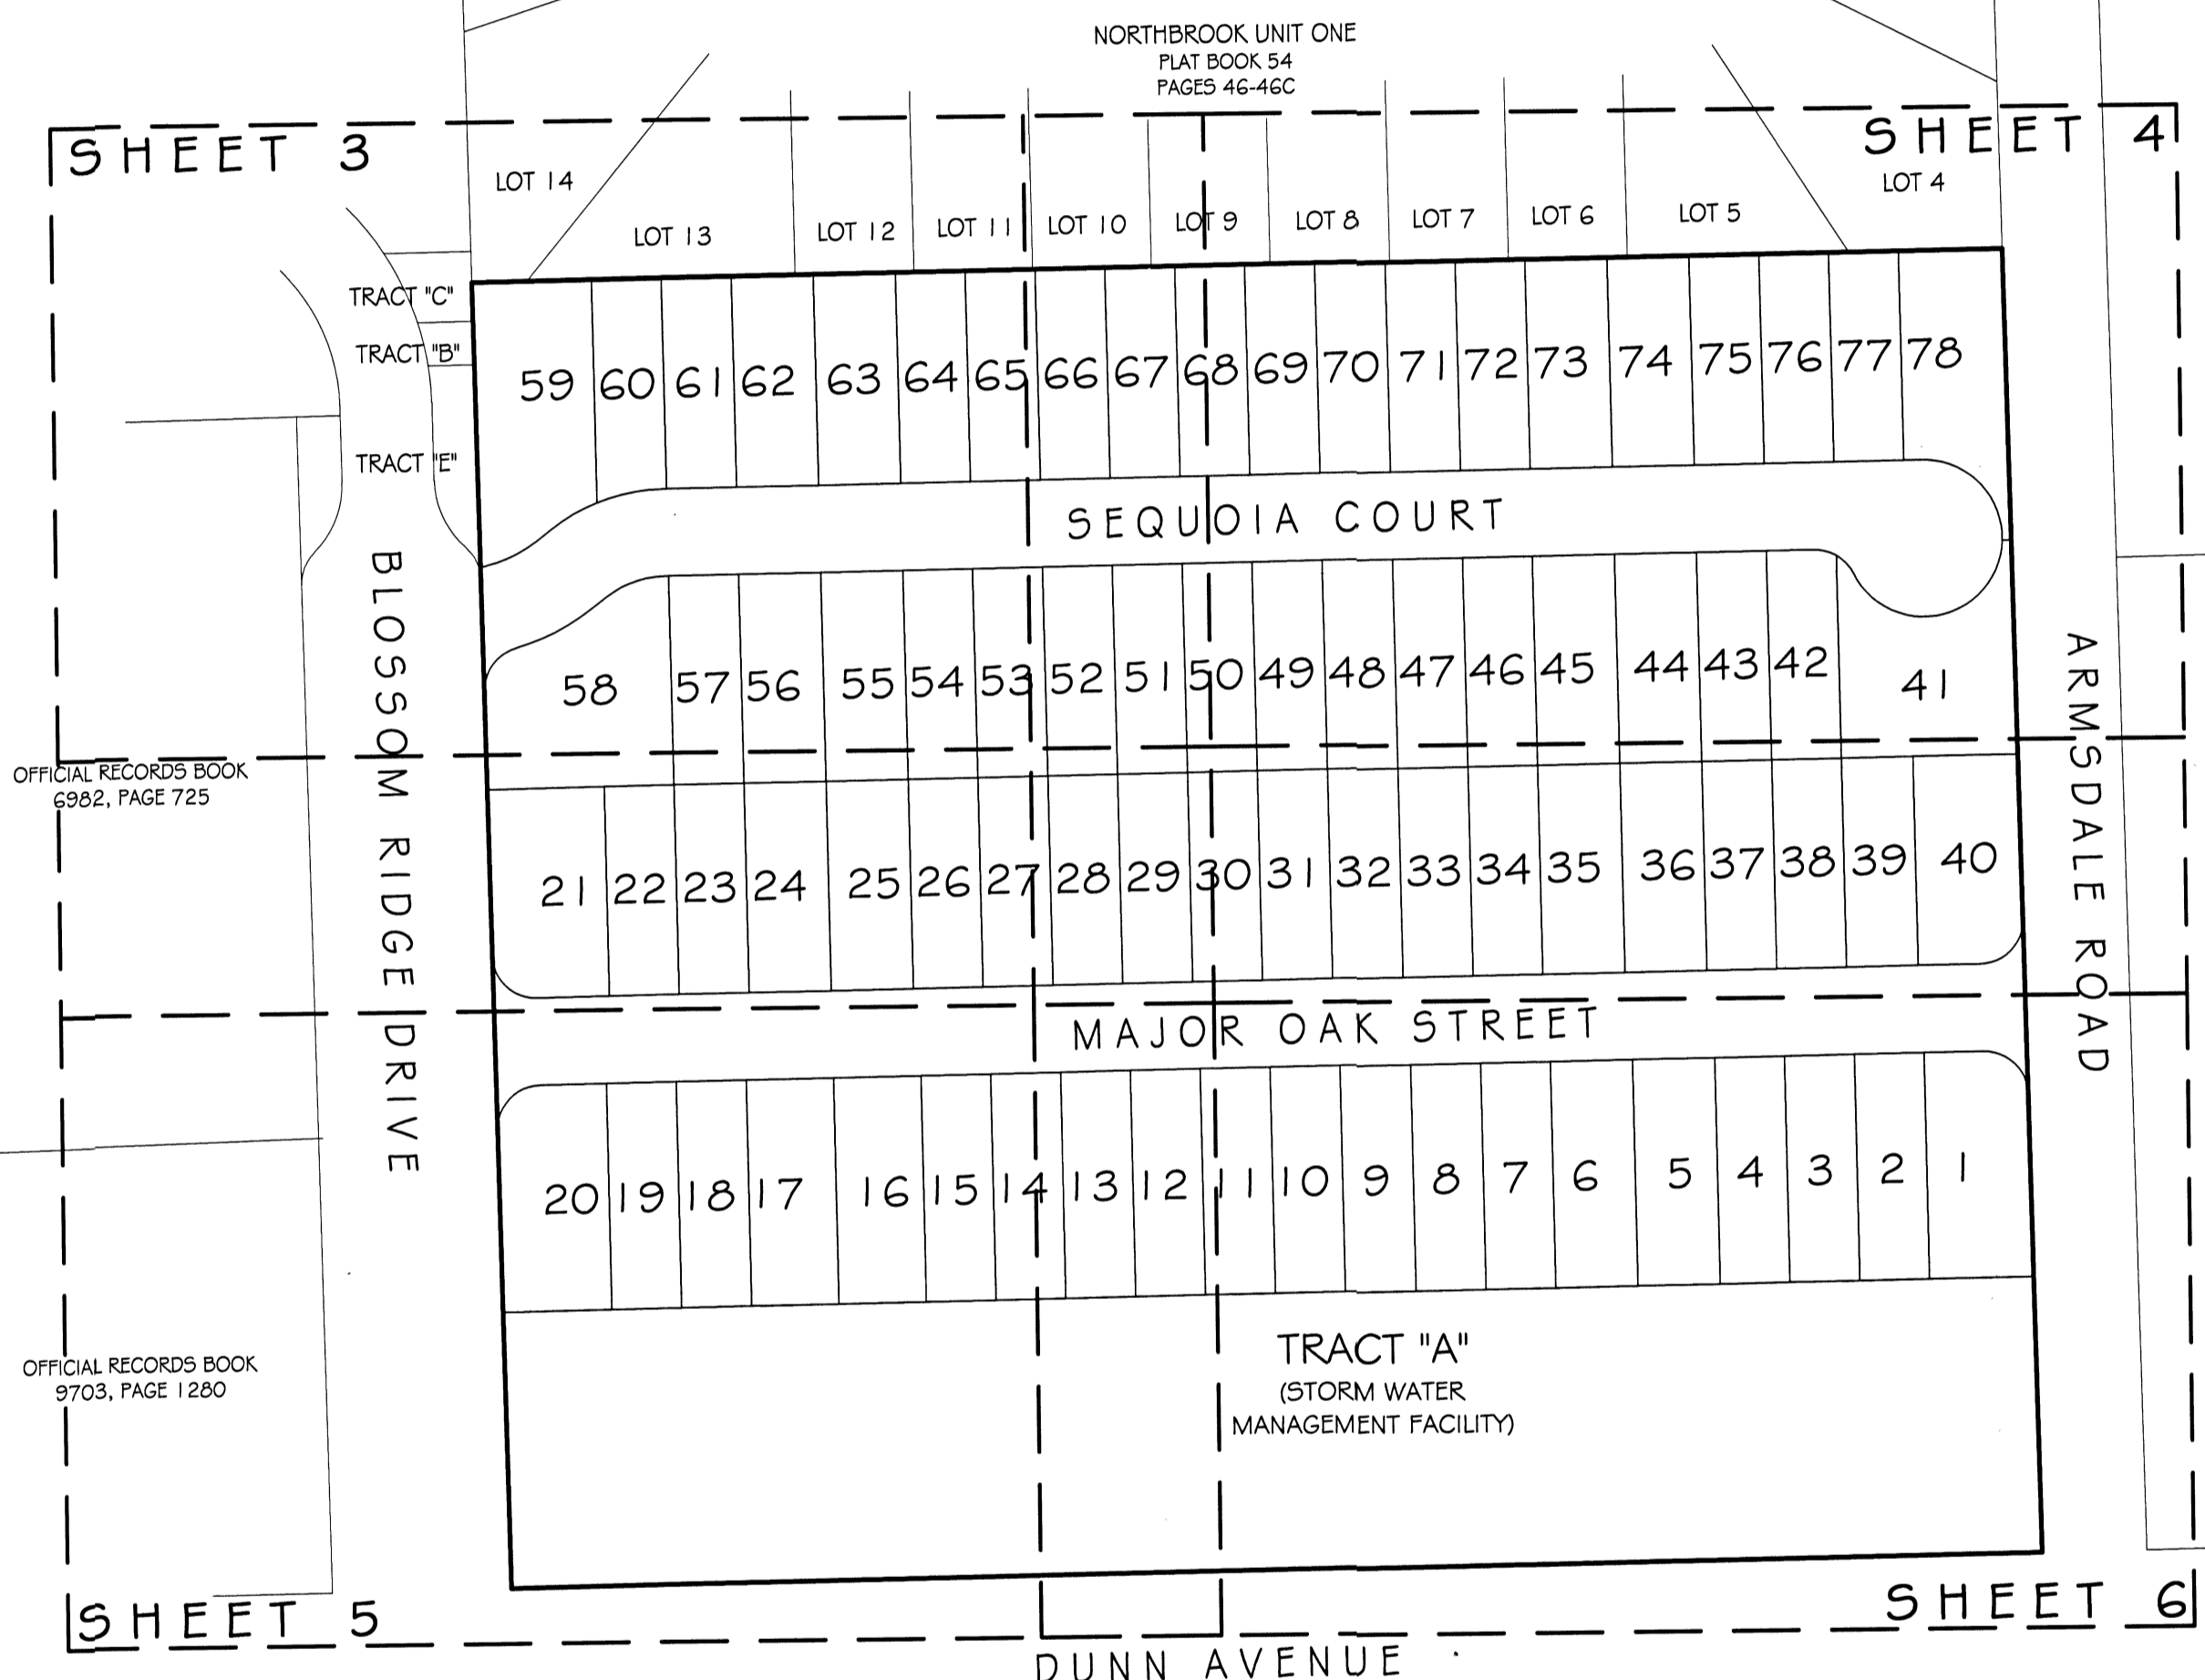 NORTHBROOK UNIT ONE
PLAT BOOK 54
PAGES 46-46C
SHEET 3
SHEET 4
LOT 14
LOT 13
LOT 12
LOT 11
LOT 10
LOT 9
LOT 8
LOT 7
LOT 6
LOT 5
LOT 4
TRACT "C"
TRACT "B"
TRACT "E"
59 60 61 62 63 64 65 66 67 68 69 70 71 72 73 74 75 76 77 78
SEQUOIA COURT
58 57 56 55 54 53 52 51 50 49 48 47 46 45 44 43 42 41
BLOSSOM RIDGE DRIVE
ARMSDALE ROAD
OFFICIAL RECORDS BOOK
6982, PAGE 725
21 22 23 24 25 26 27 28 29 30 31 32 33 34 35 36 37 38 39 40
MAJOR OAK STREET
20 19 18 17 16 15 14 13 12 11 10 9 8 7 6 5 4 3 2 1
OFFICIAL RECORDS BOOK
9703, PAGE 1280
TRACT "A"
(STORM WATER
MANAGEMENT FACILITY)
SHEET 5
SHEET 6
DUNN AVENUE